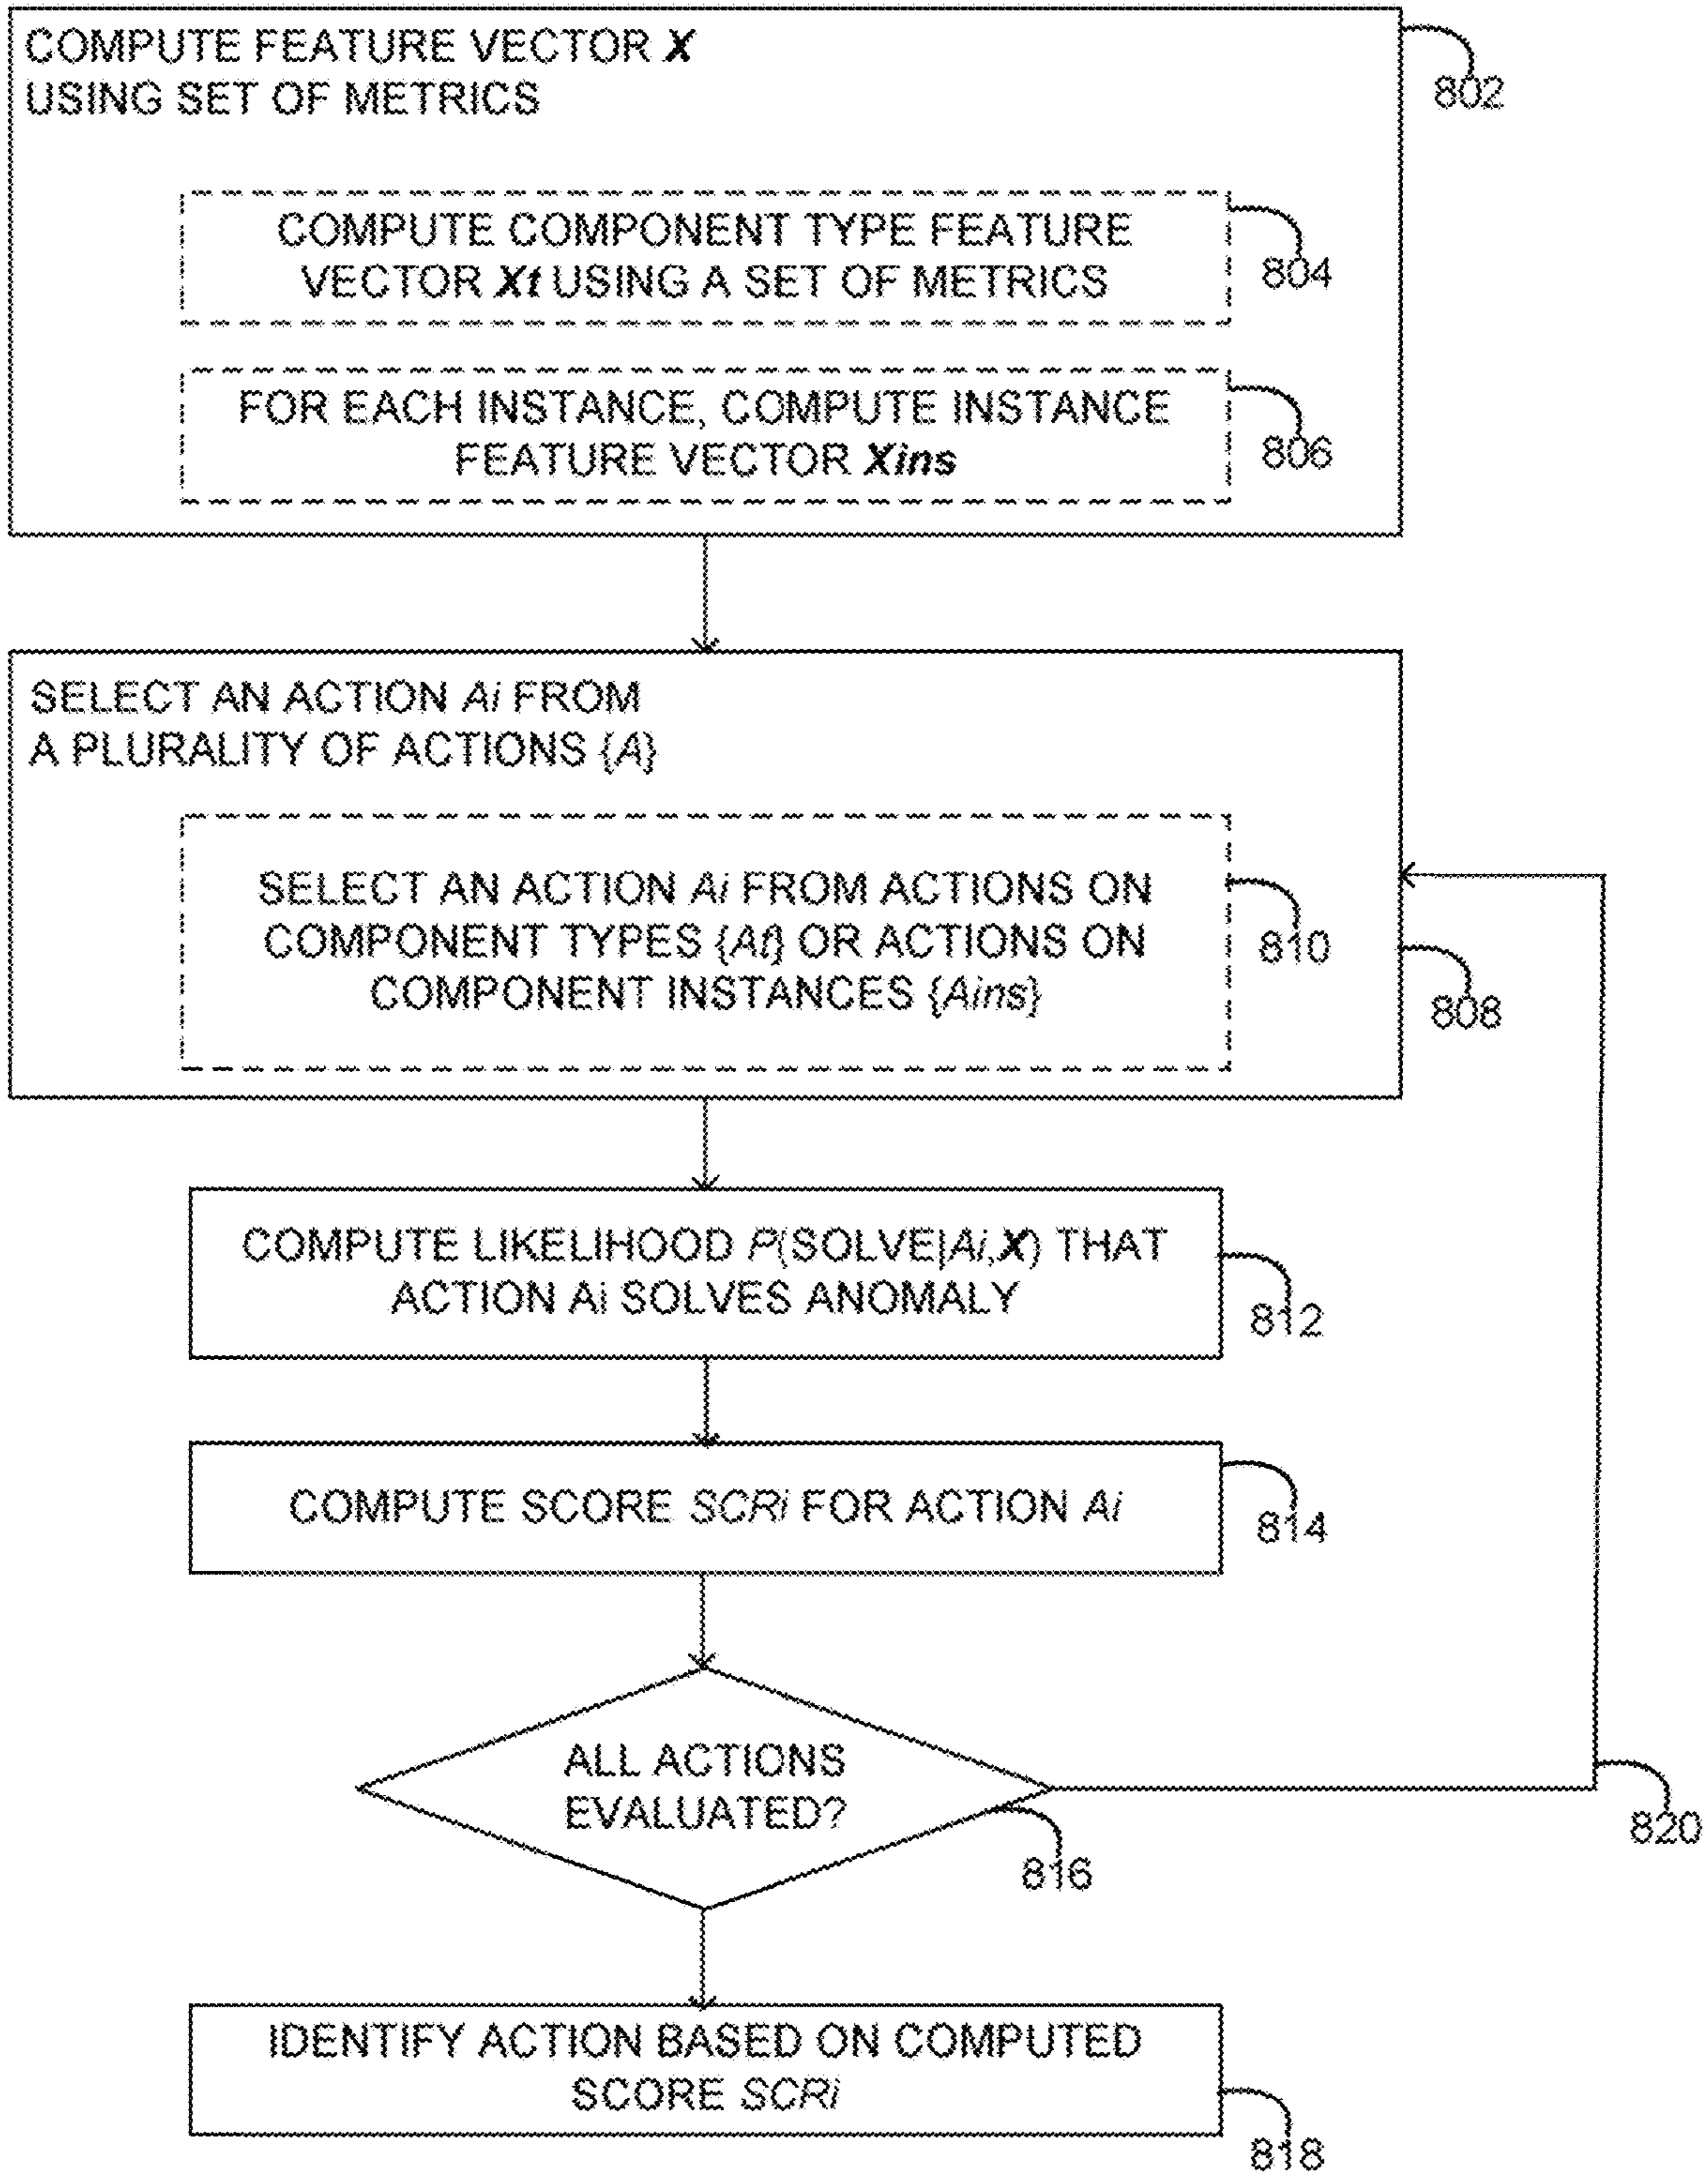 COMPUTE FEATURE VECTOR X
USING SET OF METRICS
802
COMPUTE COMPONENT TYPE FEATURE
VECTOR Xt USING A SET OF METRICS
804
FOR EACH INSTANCE, COMPUTE INSTANCE
FEATURE VECTOR Xins
806
SELECT AN ACTION Ai FROM
A PLURALITY OF ACTIONS {A}
SELECT AN ACTION Ai FROM ACTIONS ON
COMPONENT TYPES {At} OR ACTIONS ON
COMPONENT INSTANCES {Ains}
810
808
COMPUTE LIKELIHOOD P(SOLVE|Ai,X) THAT
ACTION Ai SOLVES ANOMALY
812
COMPUTE SCORE SCRi FOR ACTION Ai
814
ALL ACTIONS
EVALUATED?
816
820
IDENTIFY ACTION BASED ON COMPUTED
SCORE SCRi
818